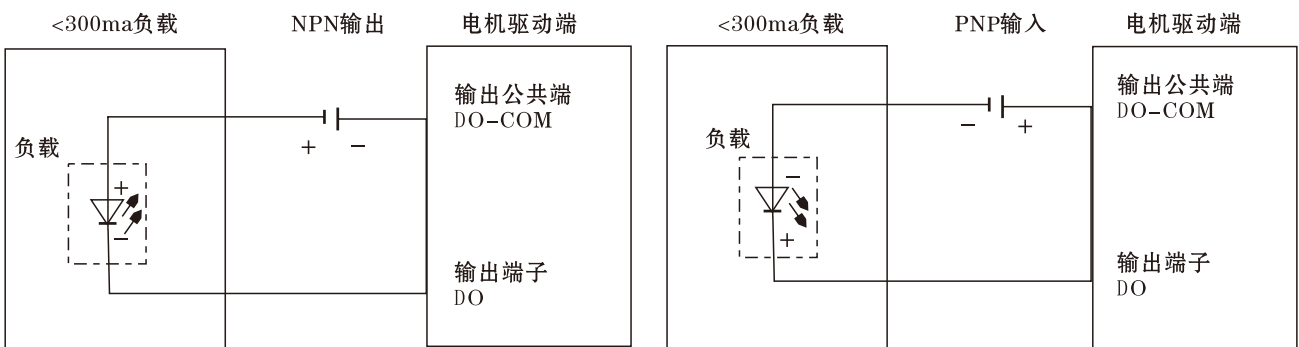 <300ma负载 NPN输出 电机驱动端
输出公共端
DO-COM
+ −
负载
+
−
输出端子
DO
<300ma负载 PNP输入 电机驱动端
输出公共端
DO-COM
− +
负载
−
+
输出端子
DO